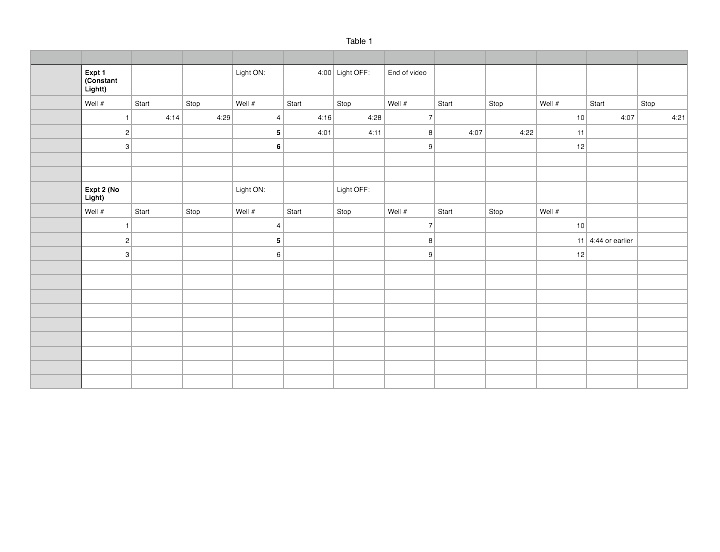 Table 1
Expt 1 (Constant Lightt) Light ON: 4:00 Light OFF: End of video
Well # Start Stop Well # Start Stop Well # Start Stop Well # Start Stop
1 4:14 4:29 4 4:16 4:28 7 10 4:07 4:21
2 5 4:01 4:11 8 4:07 4:22 11
3 6 9 12
Expt 2 (No Light) Light ON: Light OFF:
Well # Start Stop Well # Start Stop Well # Start Stop Well #
1 4 7 10
2 5 8 11 4:44 or earlier
3 6 9 12